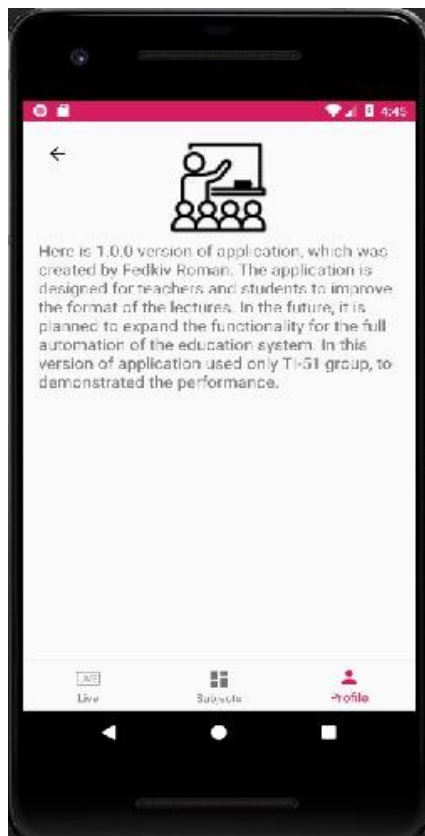 4:45
Here is 1.0.0 version of application, which was
created by Fedkiv Roman. The application is
designed for teachers and students to improve
the format of the lectures. In the future, it is
planned to expand the functionality for the full
automation of the education system. In this
version of application used only TI-51 group, to
demonstrated the performance.
LIVE
Live Subjects Profile